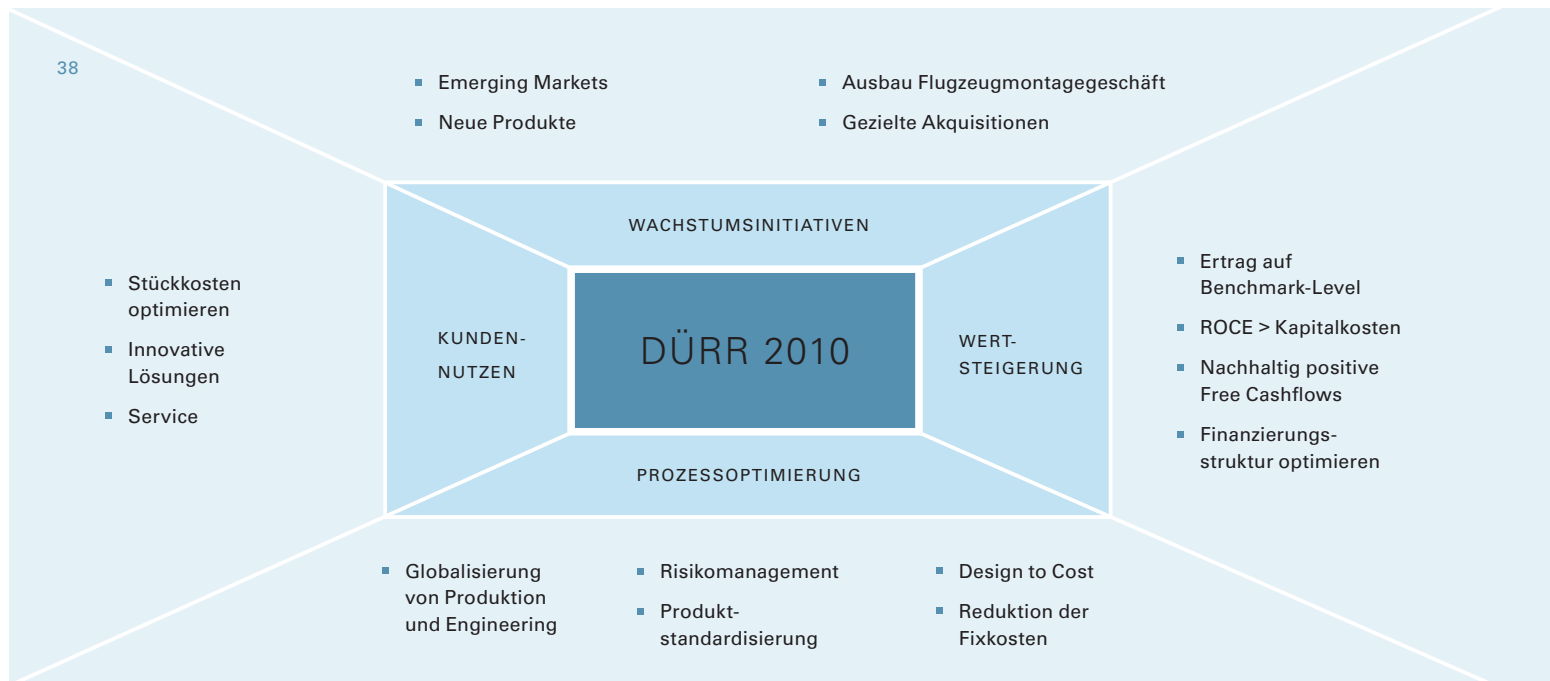 38
Emerging Markets
Neue Produkte
Ausbau Flugzeugmontagegeschäft
Gezielte Akquisitionen
WACHSTUMSINITIATIVEN
Stückkosten
optimieren
Innovative
Lösungen
Service
KUNDEN-
NUTZEN
DÜRR 2010
WERT-
STEIGERUNG
Ertrag auf
Benchmark-Level
ROCE > Kapitalkosten
Nachhaltig positive
Free Cashflows
Finanzierungs-
struktur optimieren
PROZESSOPTIMIERUNG
Globalisierung
von Produktion
und Engineering
Risikomanagement
Produkt-
standardisierung
Design to Cost
Reduktion der
Fixkosten